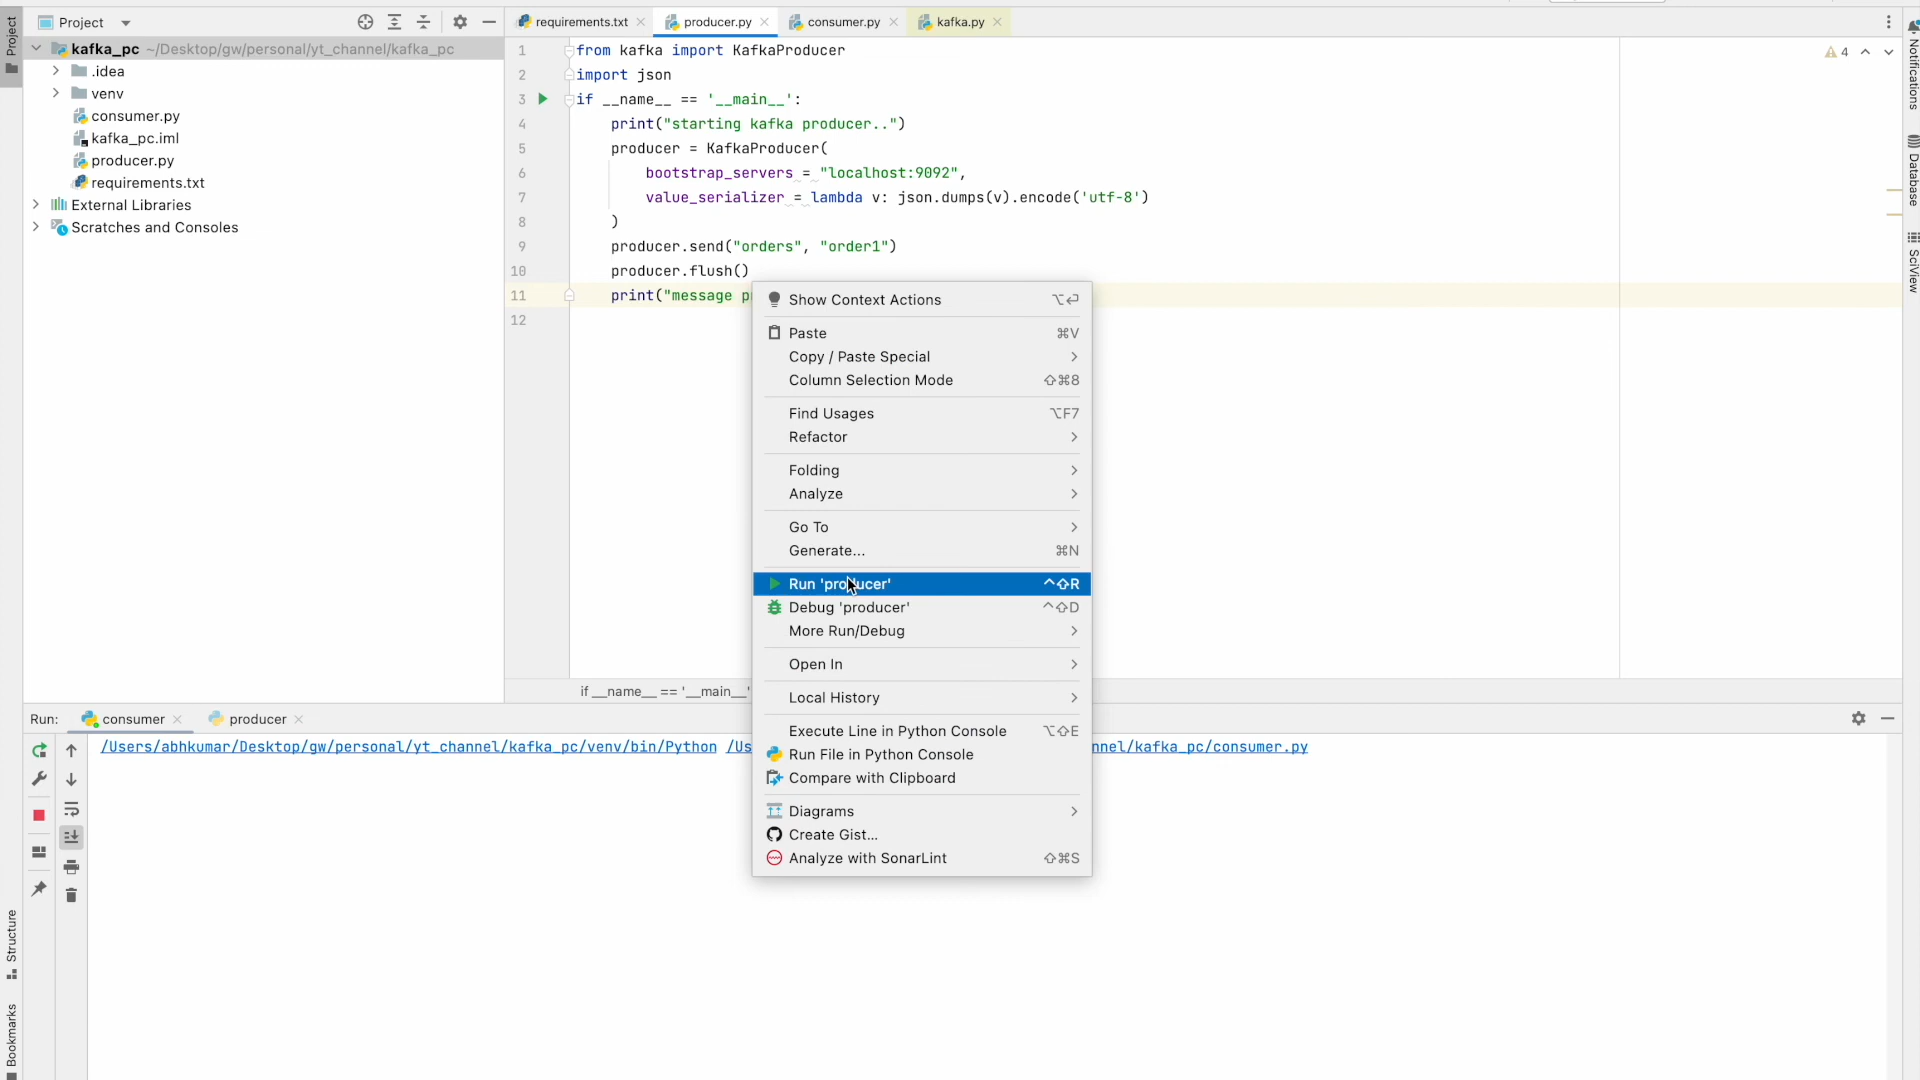 Project
requirements.txt
producer.py
consumer.py
kafka.py
Project
kafka_pc ~/Desktop/gw/personal/yt_channel/kafka_pc
.idea
venv
consumer.py
kafka_pc.iml
producer.py
requirements.txt
External Libraries
Scratches and Consoles
1 from kafka import KafkaProducer
2 import json
3 if __name__ == '__main__':
4 print("starting kafka producer..")
5 producer = KafkaProducer(
6 bootstrap_servers = "localhost:9092",
7 value_serializer = lambda v: json.dumps(v).encode('utf-8')
8 )
9 producer.send("orders", "order1")
10 producer.flush()
11 print("message
12
4
Notifications
Database
SciView
Show Context Actions ⌥⏎
Paste ⌘V
Copy / Paste Special
Column Selection Mode ⇧⌘8
Find Usages ⌥F7
Refactor
Folding
Analyze
Go To
Generate... ⌘N
Run 'producer' ^⇧R
Debug 'producer' ^⇧D
More Run/Debug
Open In
Local History
Execute Line in Python Console ⌥⇧E
Run File in Python Console
Compare with Clipboard
Diagrams
Create Gist...
Analyze with SonarLint ⇧⌘S
if __name__ == '__main__'
Run:
consumer
producer
/Users/abhkumar/Desktop/gw/personal/yt_channel/kafka_pc/venv/bin/Python /Us
nnel/kafka_pc/consumer.py
Structure
Bookmarks